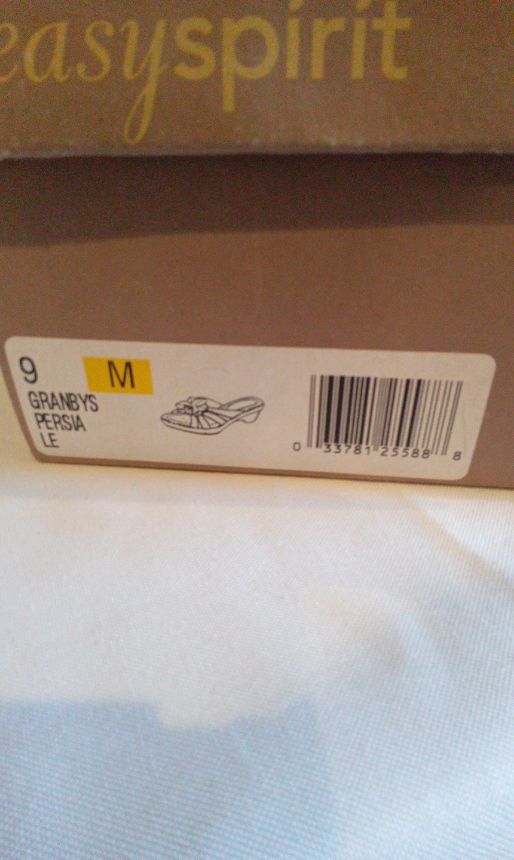 easyspirit
9 M
GRANBYS
PERSIA
LE
0 33781 25588 8